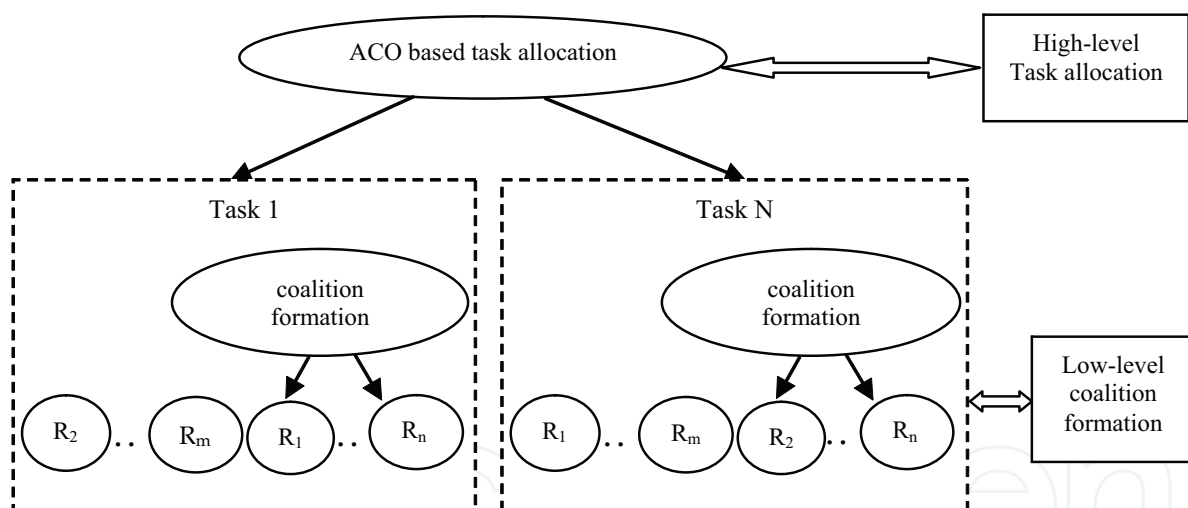 ACO based task allocation
High-level
Task allocation
Task 1
Task N
coalition
formation
coalition
formation
Low-level
coalition
formation
R₂ .. Rₘ R₁ .. Rₙ
R₁ .. Rₘ R₂ .. Rₙ